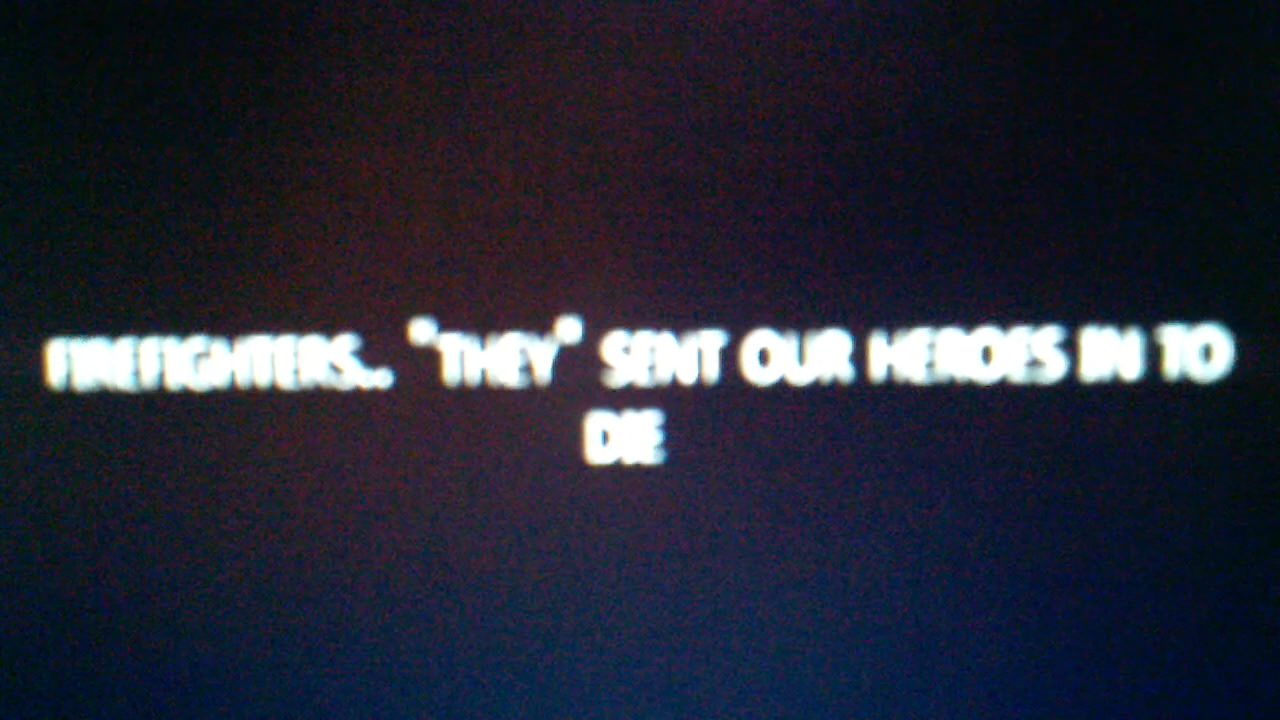 FIREFIGHTERS.. "THEY" SENT OUR HEROES IN TO
DIE